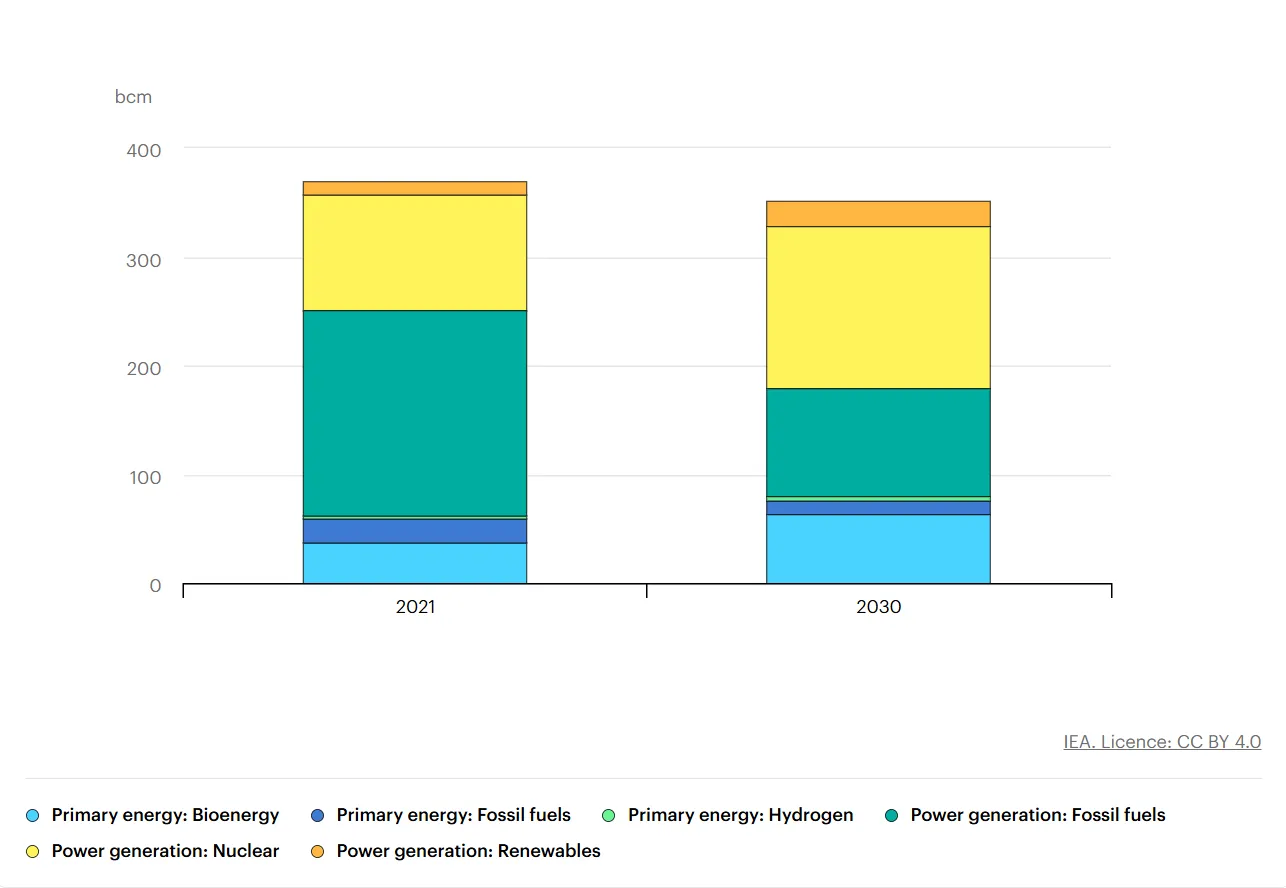 bcm
400
300
200
100
0
2021 2030
IEA. Licence: CC BY 4.0
Primary energy: Bioenergy Primary energy: Fossil fuels Primary energy: Hydrogen Power generation: Fossil fuels
Power generation: Nuclear Power generation: Renewables